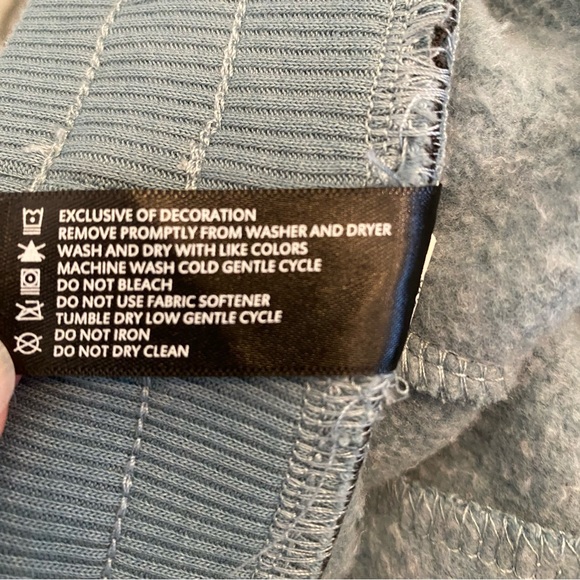 EXCLUSIVE OF DECORATION
REMOVE PROMPTLY FROM WASHER AND DRYER
WASH AND DRY WITH LIKE COLORS
MACHINE WASH COLD GENTLE CYCLE
DO NOT BLEACH
DO NOT USE FABRIC SOFTENER
TUMBLE DRY LOW GENTLE CYCLE
DO NOT IRON
DO NOT DRY CLEAN